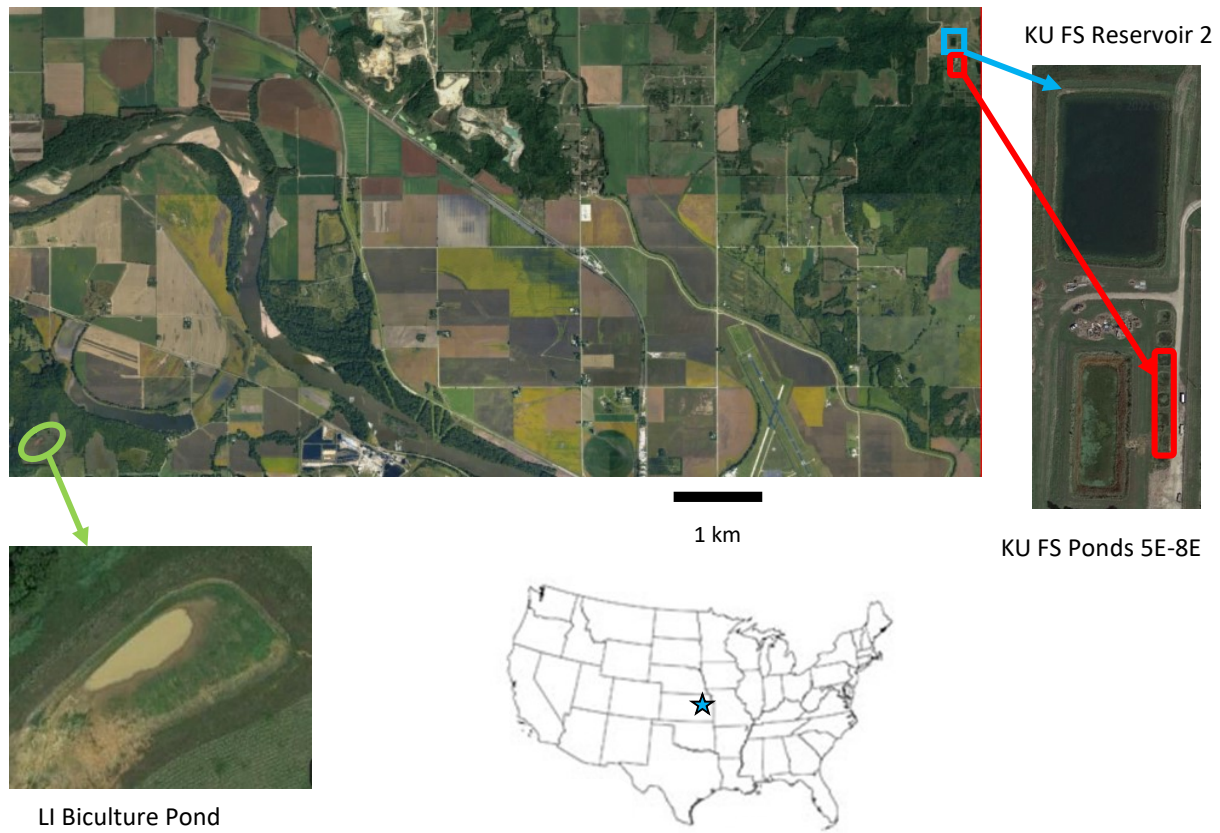 KU FS Reservoir 2
1 km
KU FS Ponds 5E-8E
LI Biculture Pond